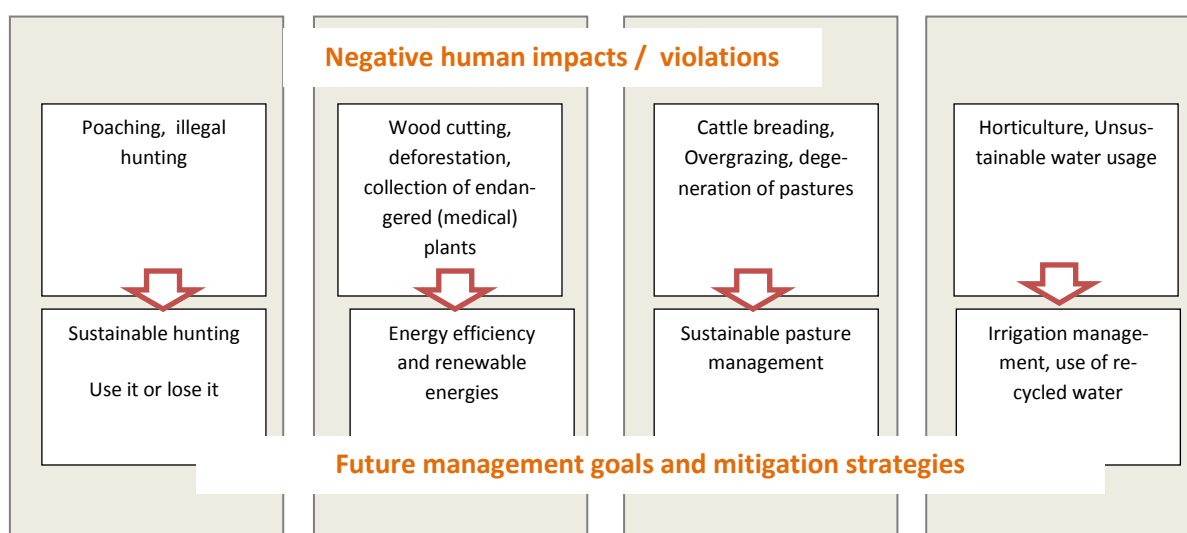 Negative human impacts / violations
Poaching, illegal
hunting
Wood cutting,
deforestation,
collection of endan-
gered (medical)
plants
Cattle breading,
Overgrazing, dege-
neration of pastures
Horticulture, Unsus-
tainable water usage
Sustainable hunting
Use it or lose it
Energy efficiency
and renewable
energies
Sustainable pasture
management
Irrigation manage-
ment, use of re-
cycled water
Future management goals and mitigation strategies